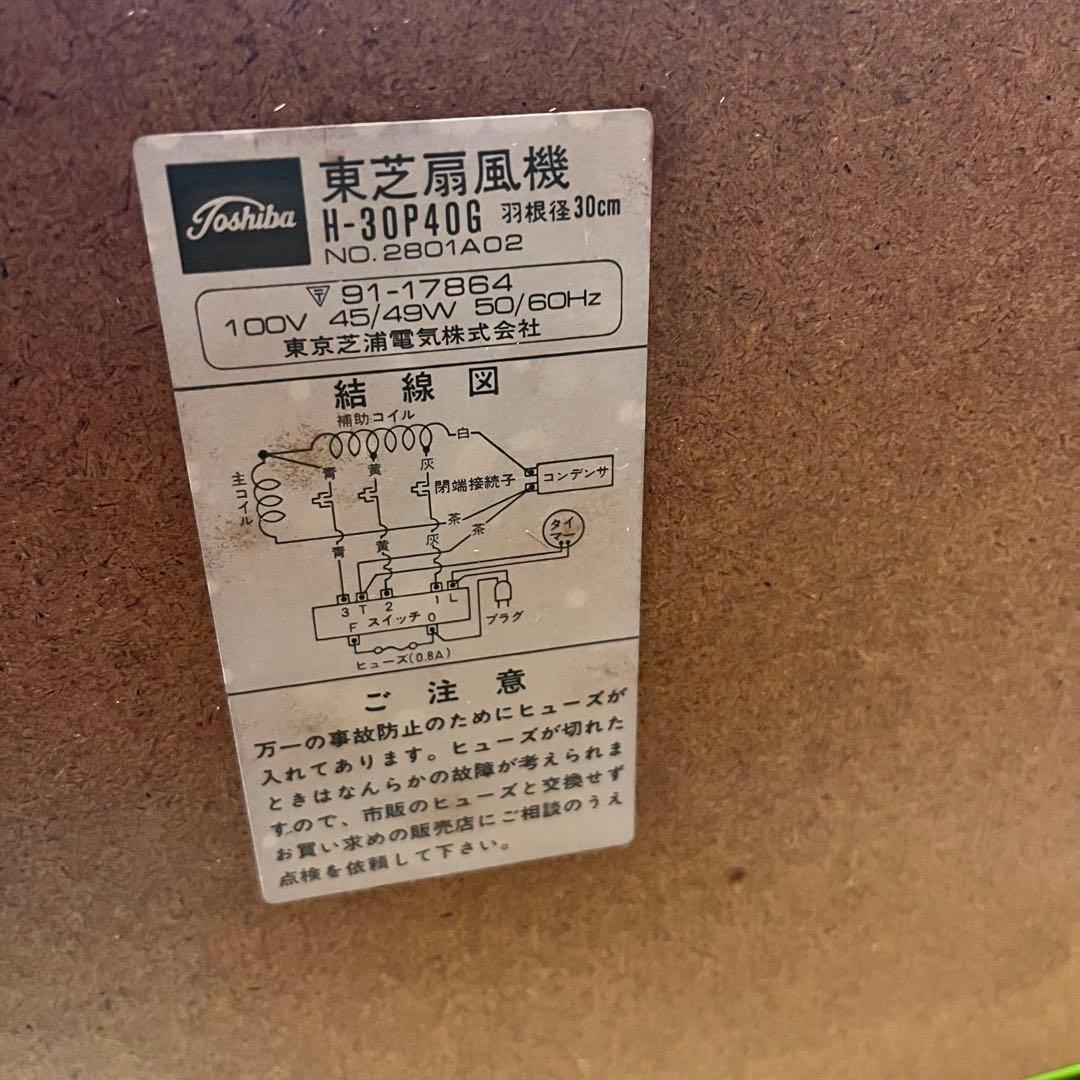 Toshiba
東芝扇風機
H-30P40G 羽根径30cm
NO.2801A02
〒 91-17864
100V 45/49W 50/60Hz
東京芝浦電気株式会社
結線図
補助コイル
白
主コイル
青 黄 灰
閉端接続子
コンデンサ
茶
茶
タイマー
青 黄 灰
3 T 2 1 L
スイッチ
F 0
プラグ
ヒューズ(0.8A)
ご注意
万一の事故防止のためにヒューズが
入れてあります。ヒューズが切れた
ときはなんらかの故障が考えられま
すので、市販のヒューズと交換せず
お買い求めの販売店にご相談のうえ
点検を依頼して下さい。